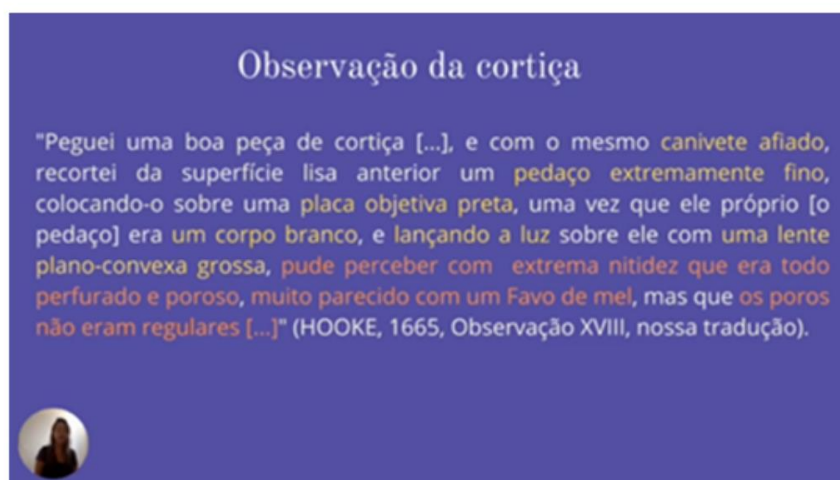 Observação da cortiça
"Peguei uma boa peça de cortiça [...], e com o mesmo canivete afiado,
recortei da superfície lisa anterior um pedaço extremamente fino,
colocando-o sobre uma placa objetiva preta, uma vez que ele próprio [o
pedaço] era um corpo branco, e lançando a luz sobre ele com uma lente
plano-convexa grossa, pude perceber com extrema nitidez que era todo
perfurado e poroso, muito parecido com um Favo de mel, mas que os poros
não eram regulares [...]" (HOOKE, 1665, Observação XVIII, nossa tradução).